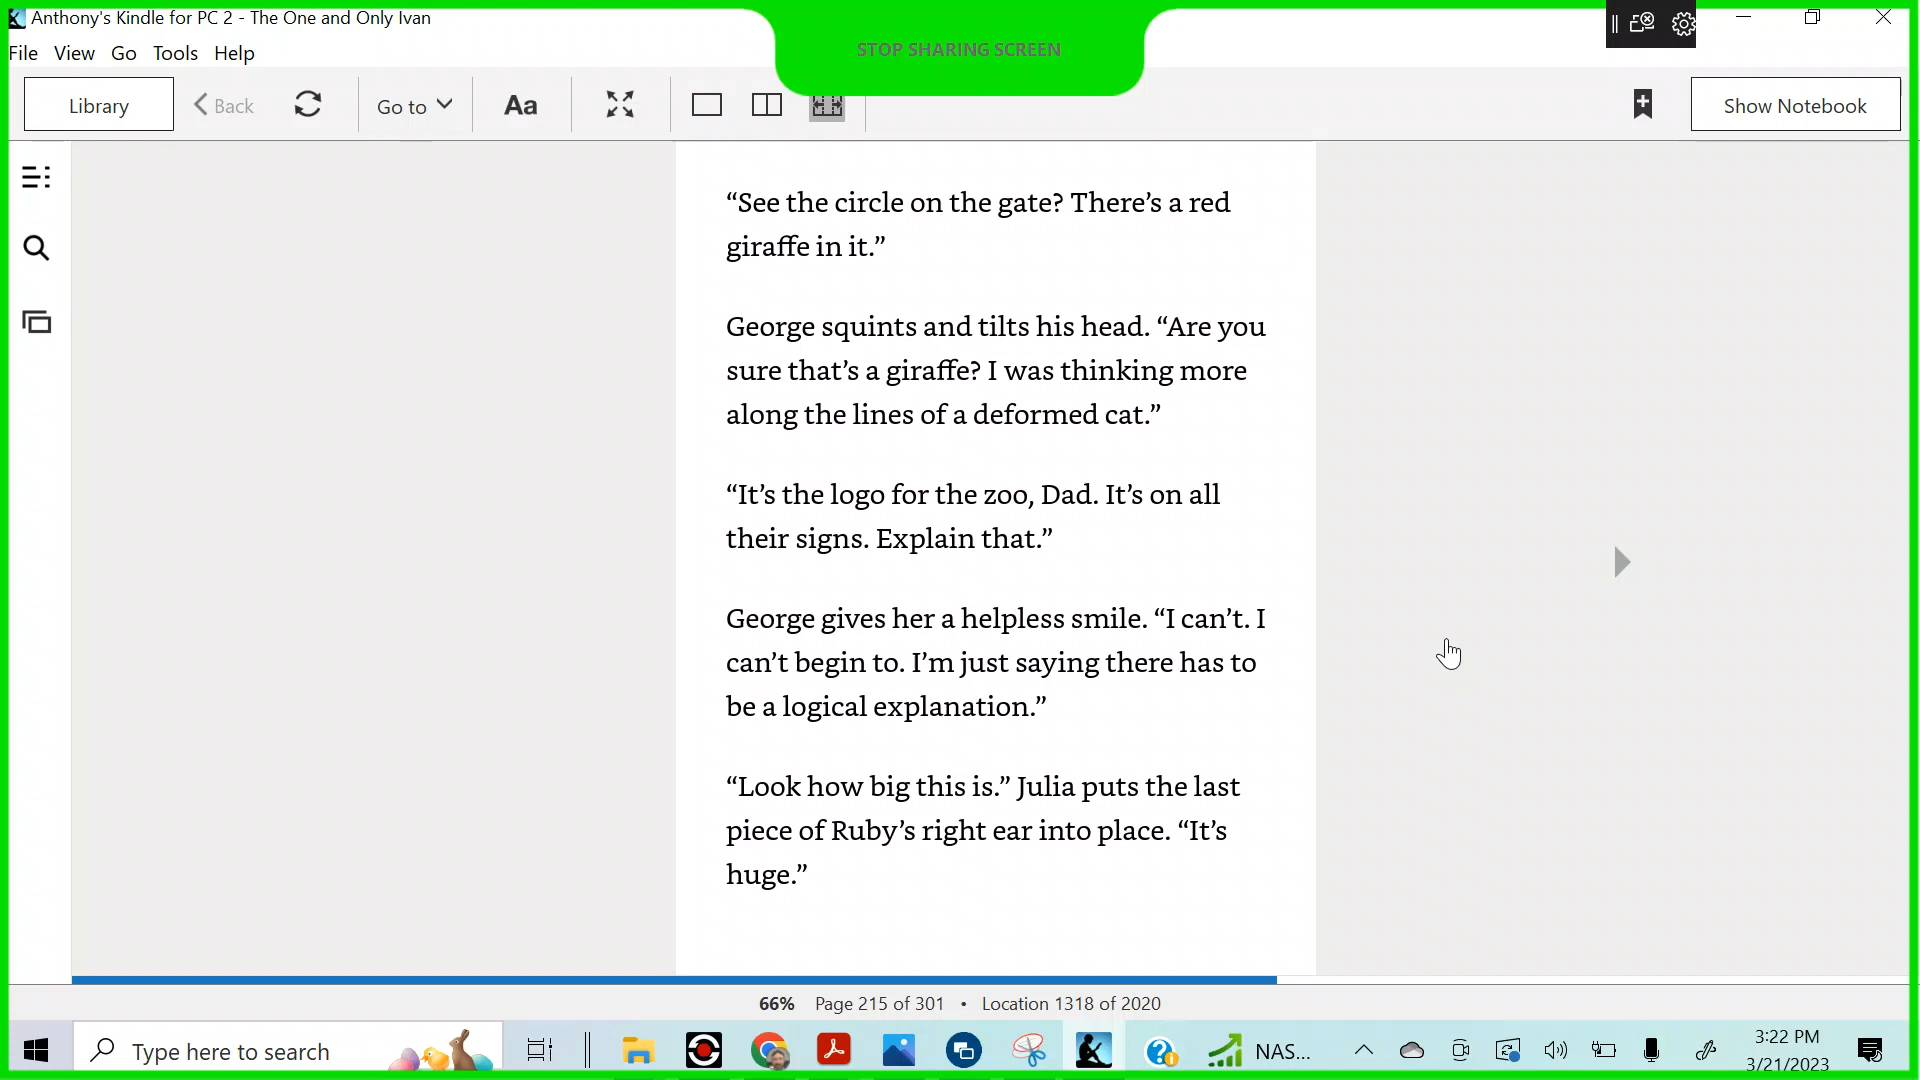 Anthony's Kindle for PC 2 - The One and Only Ivan
STOP SHARING SCREEN
File View Go Tools Help
Library Back Go to Aa Show Notebook
“See the circle on the gate? There’s a red
giraffe in it.”
George squints and tilts his head. “Are you
sure that’s a giraffe? I was thinking more
along the lines of a deformed cat.”
“It’s the logo for the zoo, Dad. It’s on all
their signs. Explain that.”
George gives her a helpless smile. “I can’t. I
can’t begin to. I’m just saying there has to
be a logical explanation.”
“Look how big this is.” Julia puts the last
piece of Ruby’s right ear into place. “It’s
huge.”
66% Page 215 of 301 • Location 1318 of 2020
Type here to search NAS... 3:22 PM
3/21/2023